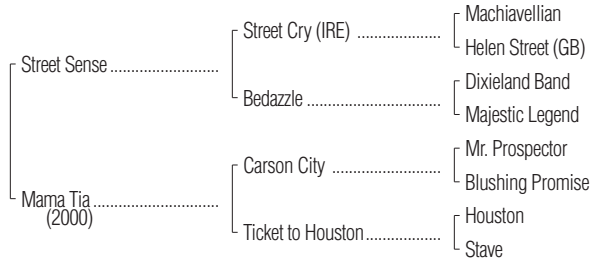 Machiavellian
Street Cry (IRE) ...................
Helen Street (GB)
Street Sense .........................
Dixieland Band
Bedazzle ...............................
Majestic Legend
Mr. Prospector
Carson City .........................
Blushing Promise
Mama Tia .............................
(2000)
Houston
Ticket to Houston .................
Stave